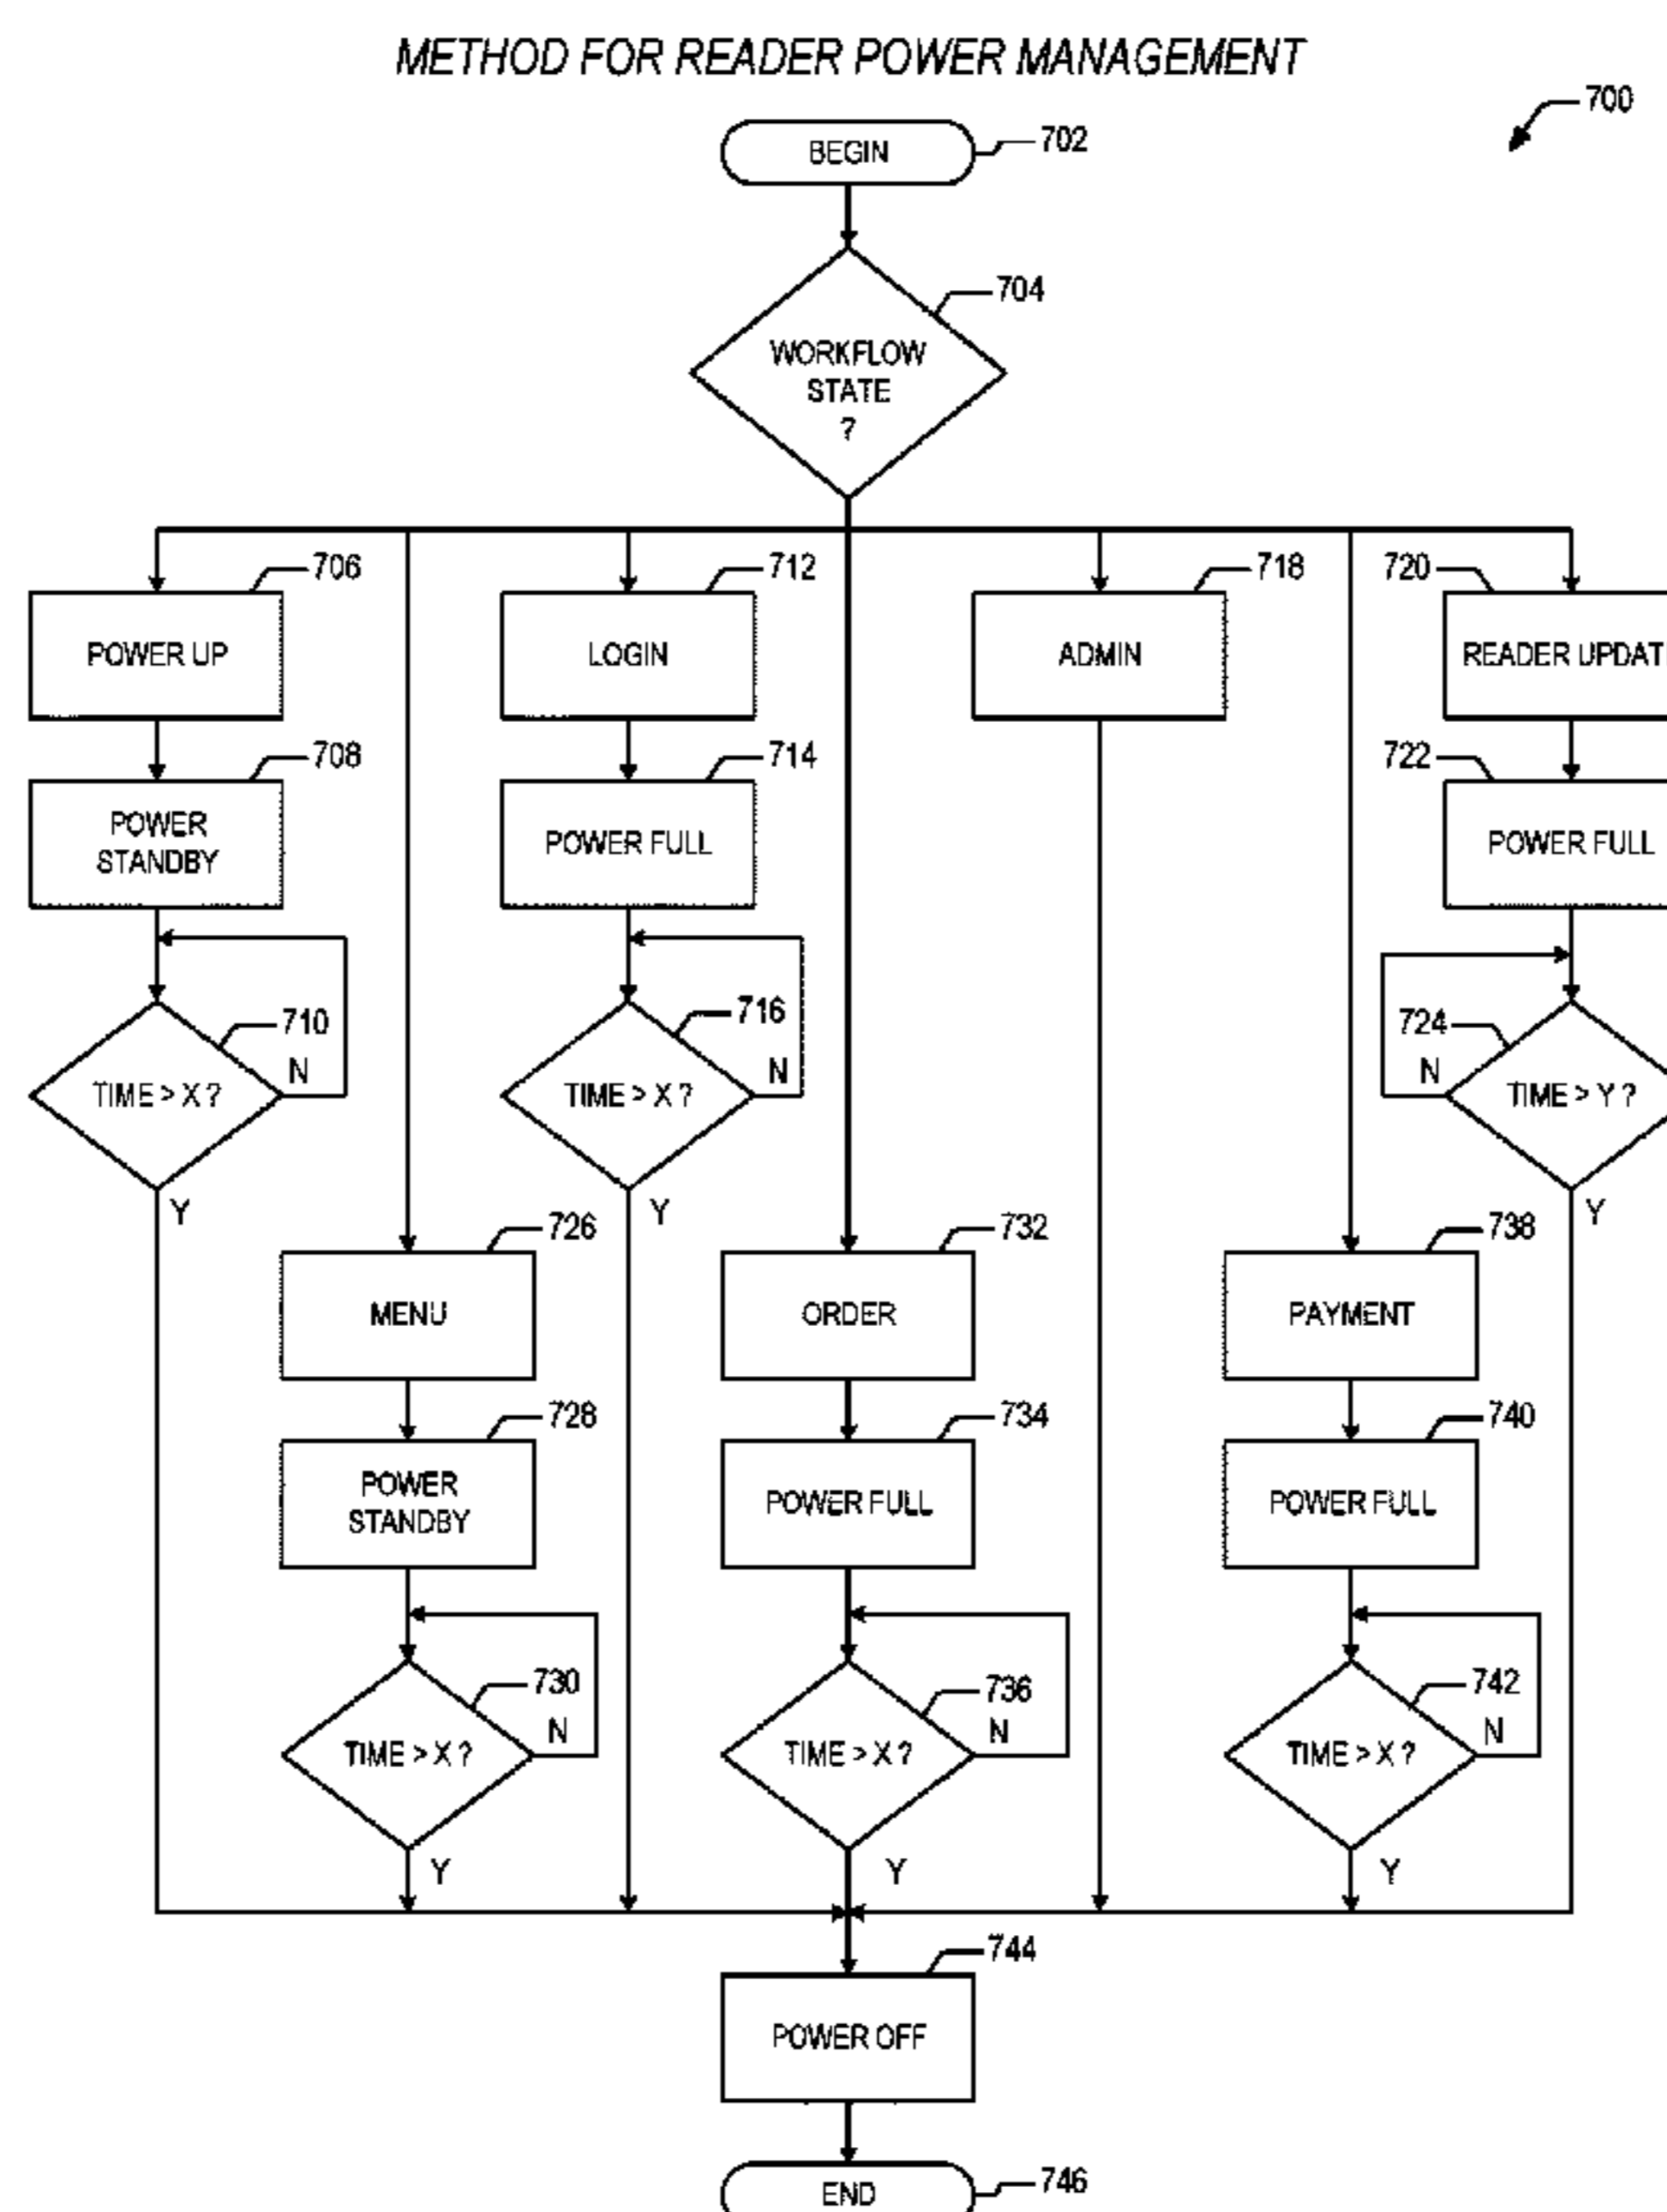 METHOD FOR READER POWER MANAGEMENT
700
BEGIN
702
704
WORKFLOW
STATE
?
706
712
718
720
POWER UP
LOGIN
ADMIN
READER UPDAT
708
714
722
POWER
STANDBY
POWER FULL
POWER FULL
710
716
724
TIME > X ?
N
TIME > X ?
N
N
TIME > Y ?
Y
Y
Y
726
732
738
MENU
ORDER
PAYMENT
728
734
740
POWER
STANDBY
POWER FULL
POWER FULL
730
736
742
TIME > X ?
N
TIME > X ?
N
TIME > X ?
N
Y
Y
Y
744
POWER OFF
END
746